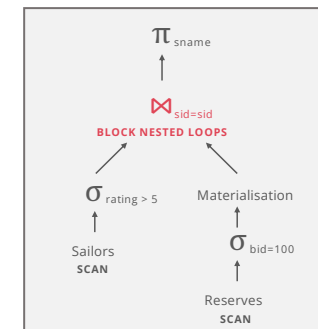 π sname
⋈ sid=sid
BLOCK NESTED LOOPS
σ rating > 5
Materialisation
σ bid=100
Sailors
SCAN
Reserves
SCAN